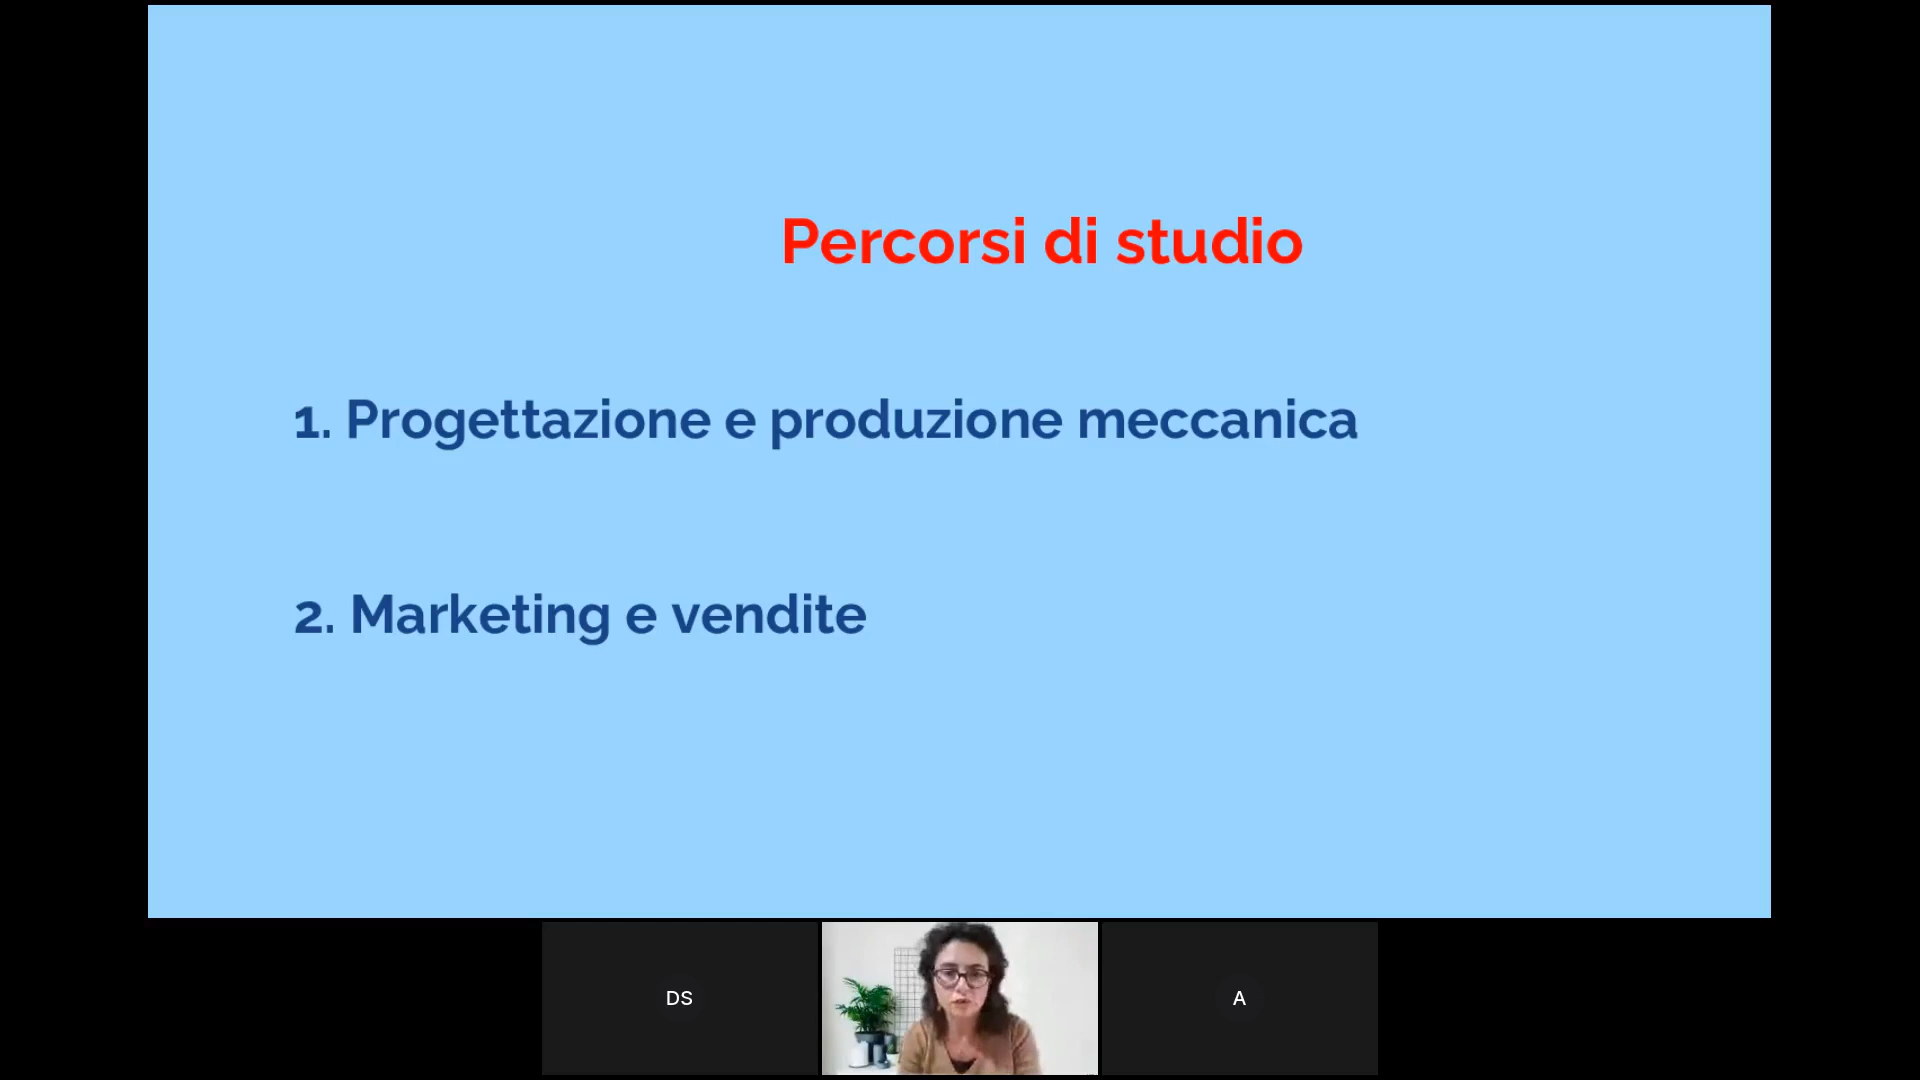 Percorsi di studio
1. Progettazione e produzione meccanica
2. Marketing e vendite
DS
A